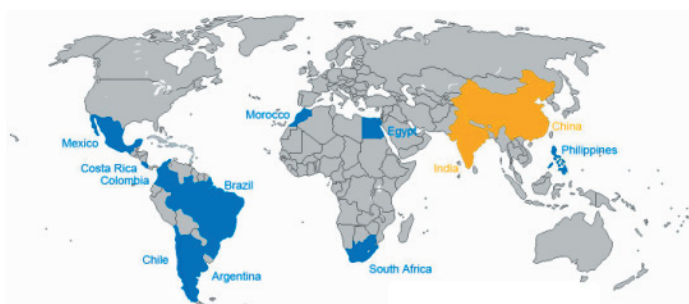 Morocco
Egypt
China
Mexico
Philippines
Costa Rica
India
Colombia
Brazil
Chile
Argentina
South Africa